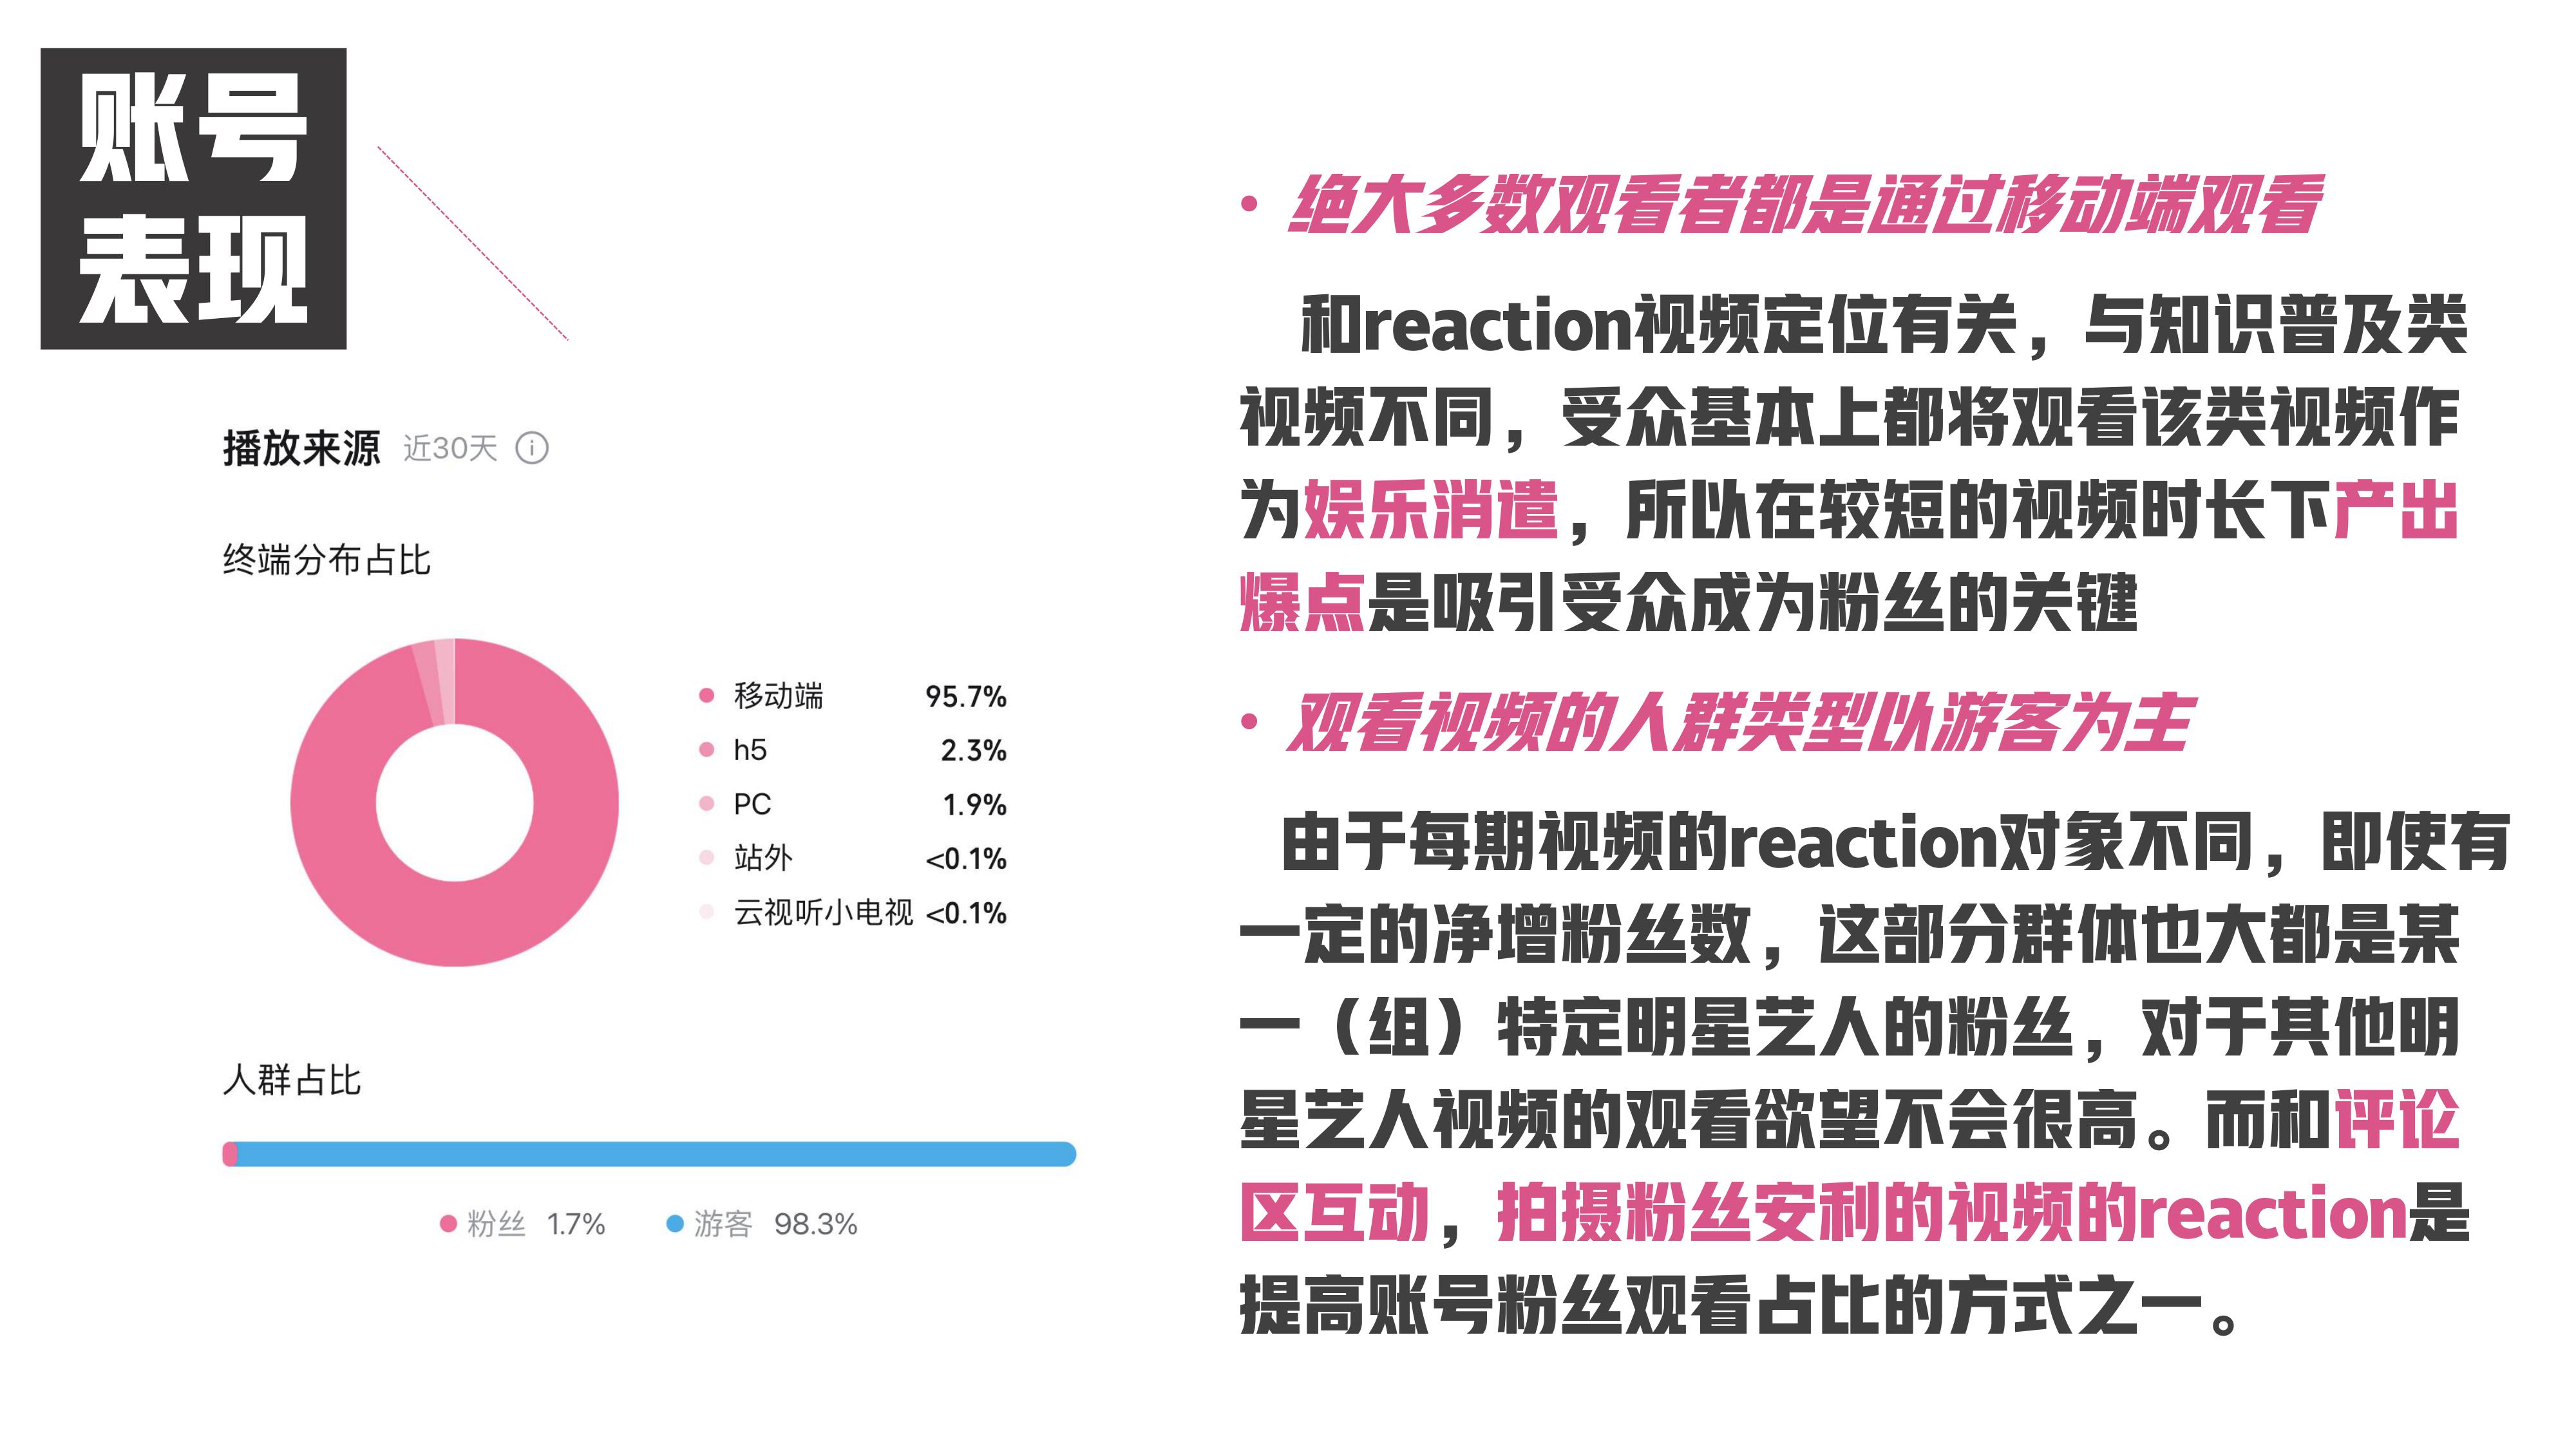 账号
表现
播放来源 近30天
终端分布占比
移动端 95.7%
h5 2.3%
PC 1.9%
站外 <0.1%
云视听小电视 <0.1%
人群占比
粉丝 1.7% 游客 98.3%
• 绝大多数观看者都是通过移动端观看
和reaction视频定位有关，与知识普及类
视频不同，受众基本上都将观看该类视频作
为娱乐消遣，所以在较短的视频时长下产出
爆点是吸引受众成为粉丝的关键
• 观看视频的人群类型以游客为主
由于每期视频的reaction对象不同，即使有
一定的净增粉丝数，这部分群体也大都是某
一（组）特定明星艺人的粉丝，对于其他明
星艺人视频的观看欲望不会很高。而和评论
区互动，拍摄粉丝安利的视频的reaction是
提高账号粉丝观看占比的方式之一。